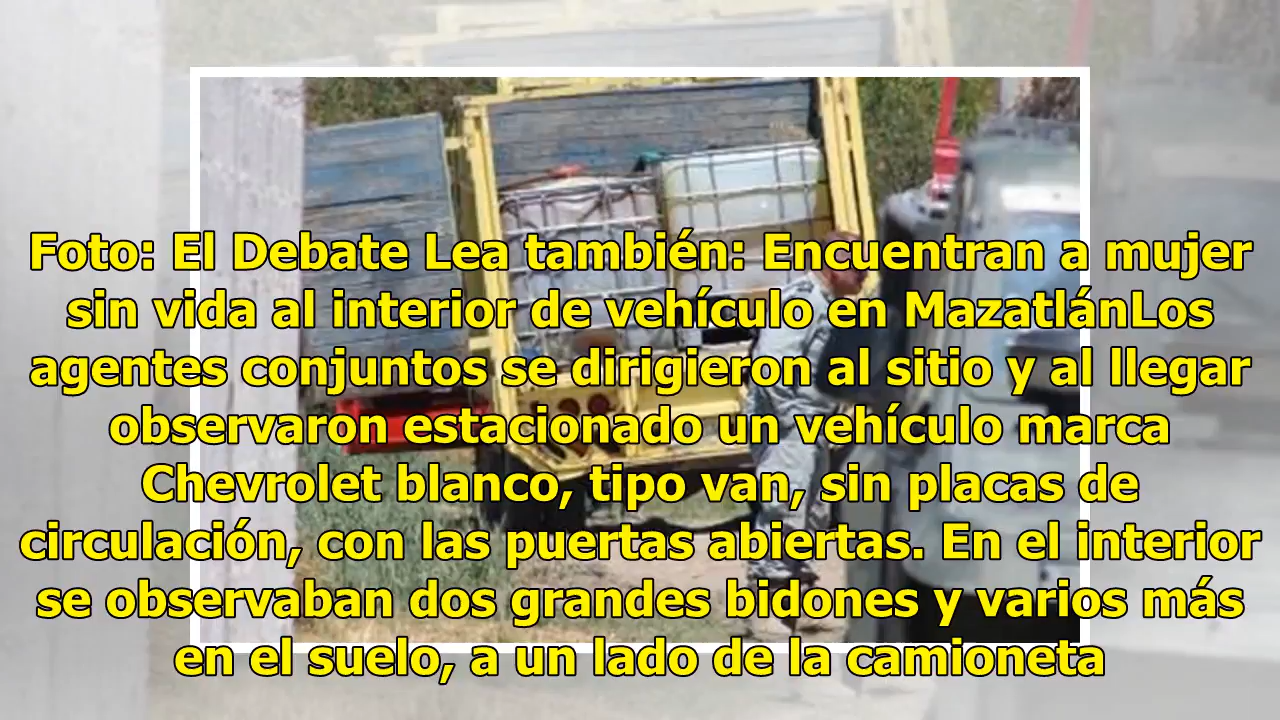 Foto: El Debate Lea también: Encuentran a mujer
sin vida al interior de vehículo en MazatlánLos
agentes conjuntos se dirigieron al sitio y al llegar
observaron estacionado un vehículo marca
Chevrolet blanco, tipo van, sin placas de
circulación, con las puertas abiertas. En el interior
se observaban dos grandes bidones y varios más
en el suelo, a un lado de la camioneta